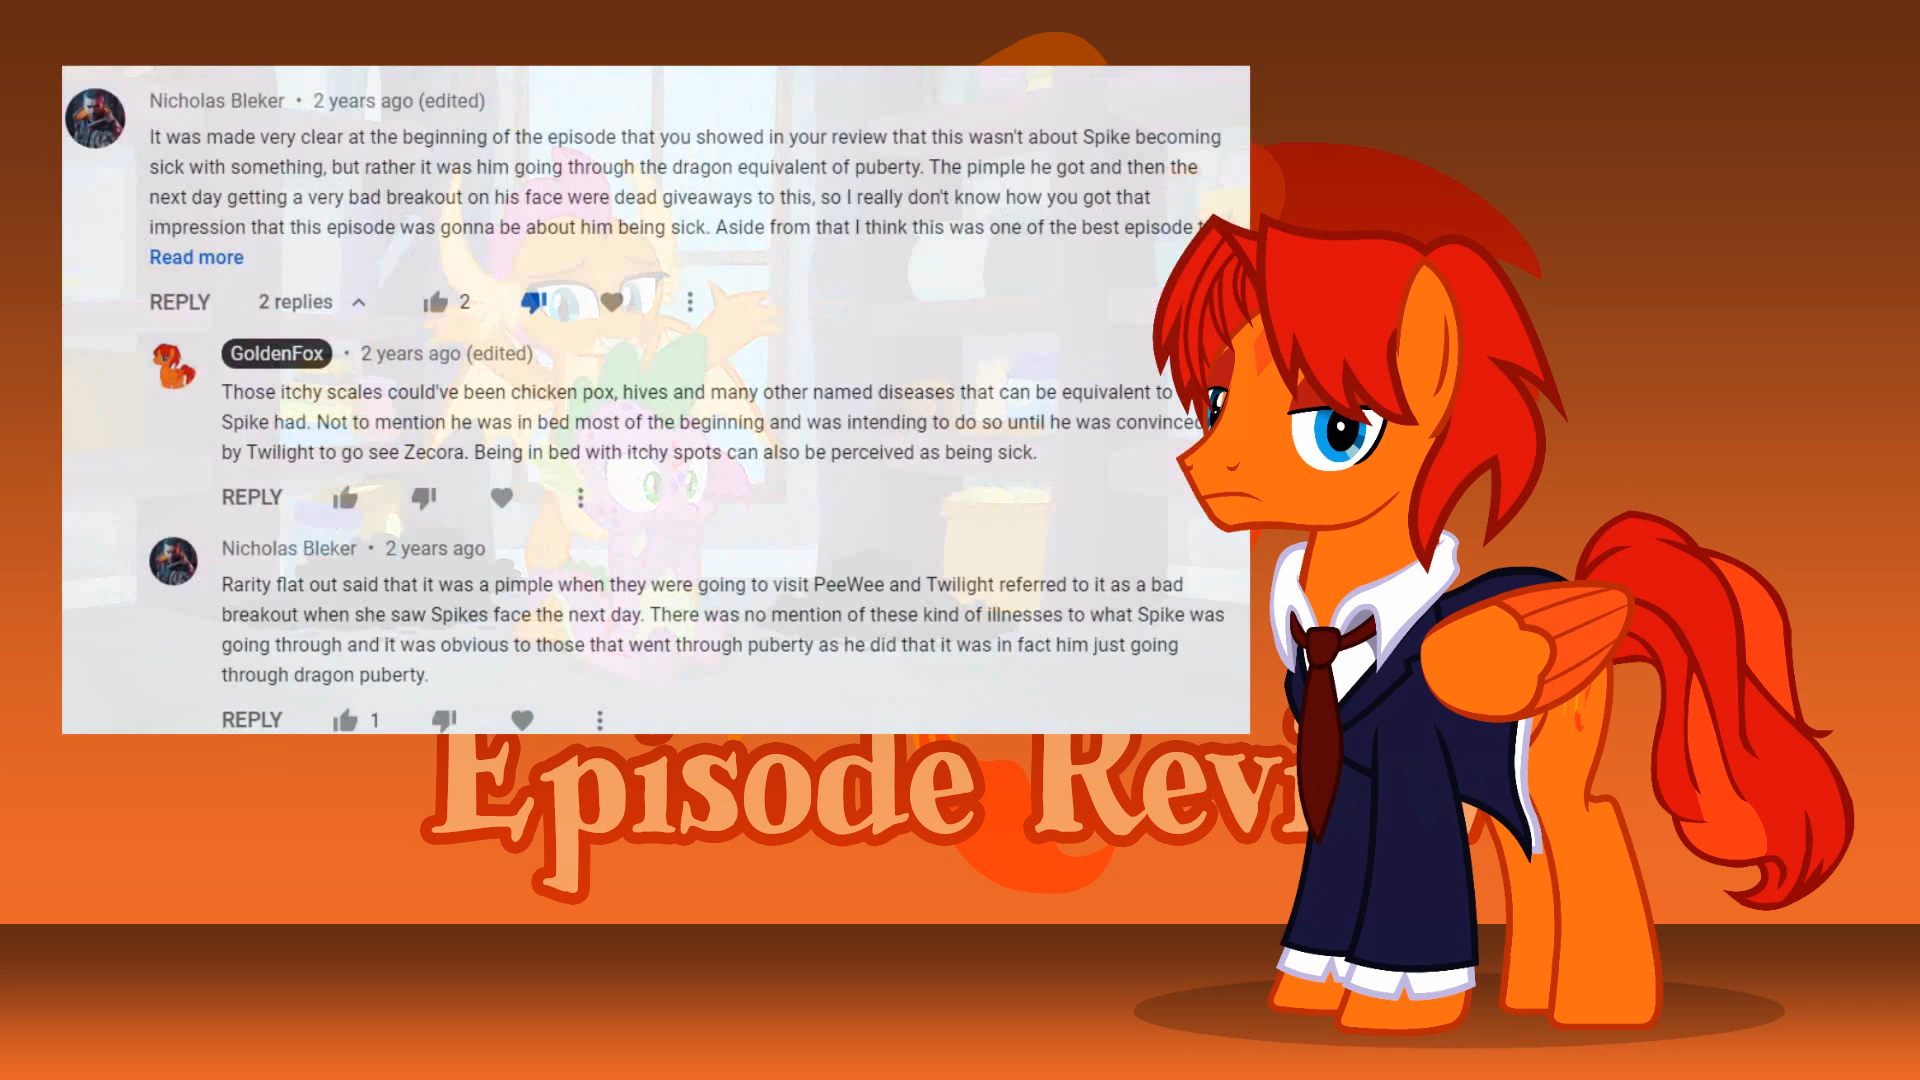 Nicholas Bleker • 2 years ago (edited)
It was made very clear at the beginning of the episode that you showed in your review that this wasn't about Spike becoming
sick with something, but rather it was him going through the dragon equivalent of puberty. The pimple he got and then the
next day getting a very bad breakout on his face were dead giveaways to this, so I really don't know how you got that
impression that this episode was gonna be about him being sick. Aside from that I think this was one of the best episode
Read more
REPLY 2 replies 2
GoldenFox • 2 years ago (edited)
Those itchy scales could've been chicken pox, hives and many other named diseases that can be equivalent to
Spike had. Not to mention he was in bed most of the beginning and was intending to do so until he was convinced
by Twilight to go see Zecora. Being in bed with itchy spots can also be perceived as being sick.
REPLY
Nicholas Bleker • 2 years ago
Rarity flat out said that it was a pimple when they were going to visit PeeWee and Twilight referred to it as a bad
breakout when she saw Spikes face the next day. There was no mention of these kind of illnesses to what Spike was
going through and it was obvious to those that went through puberty as he did that it was in fact him just going
through dragon puberty.
REPLY 1
Episode